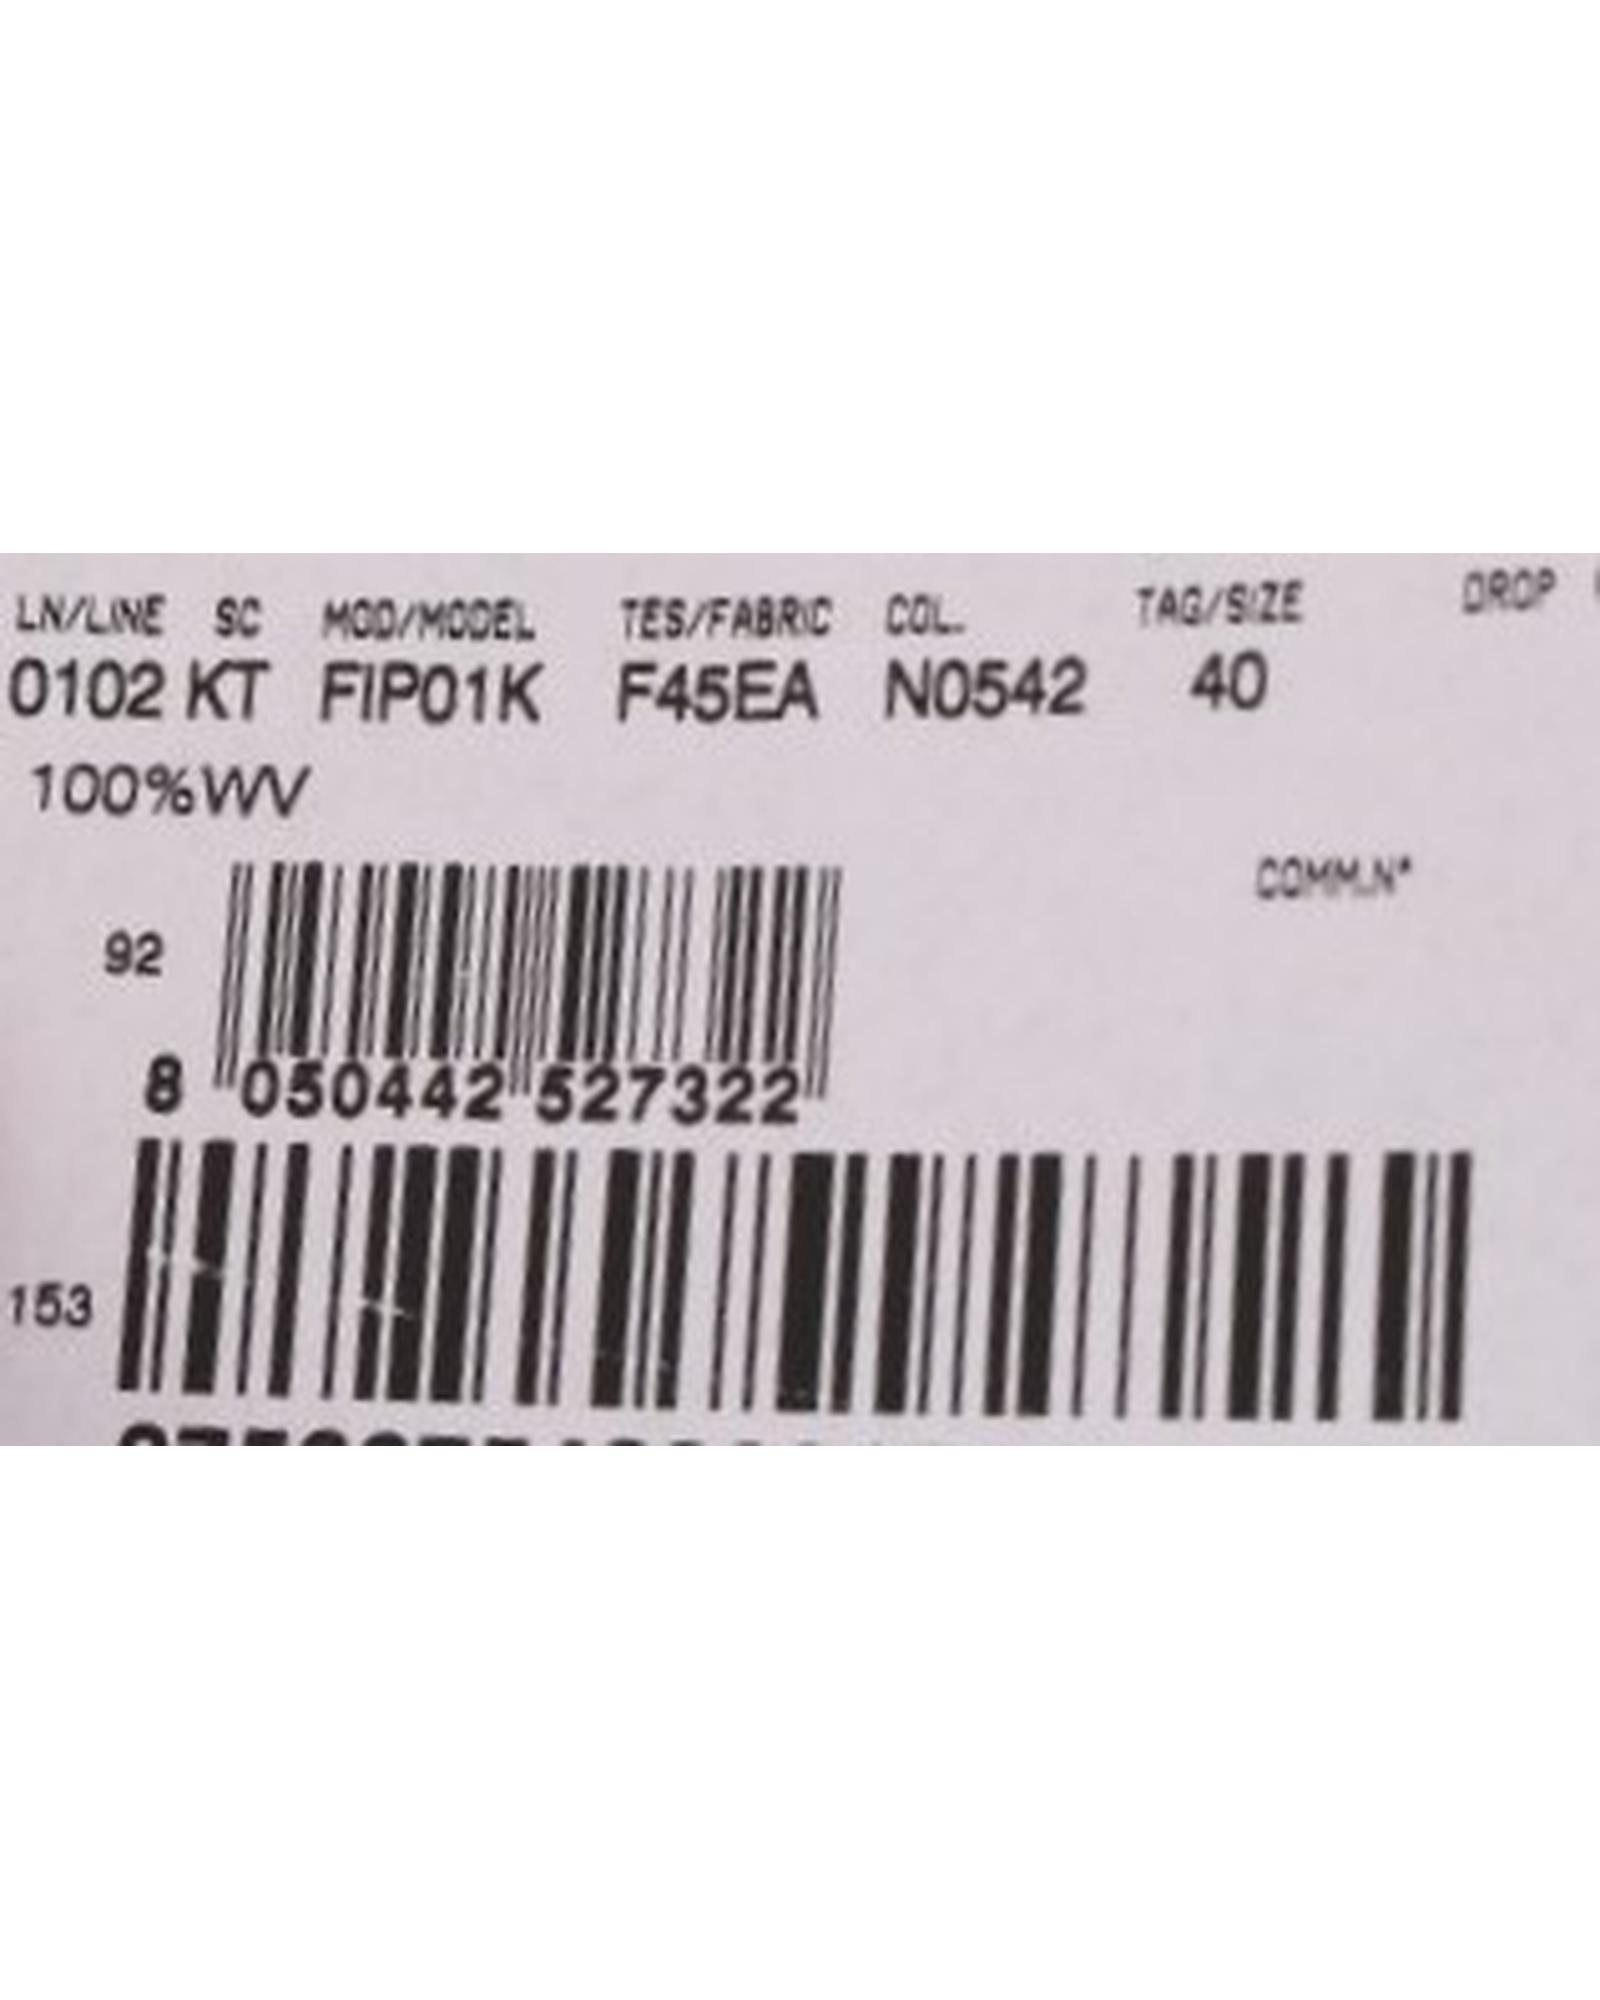 LN/LINE SC MOD/MODEL TES/FABRIC COL. TAG/SIZE DROP
0102 KT FIP01K F45EA N0542 40
100%WV
COMM.N°
92
8 050442 527322
153